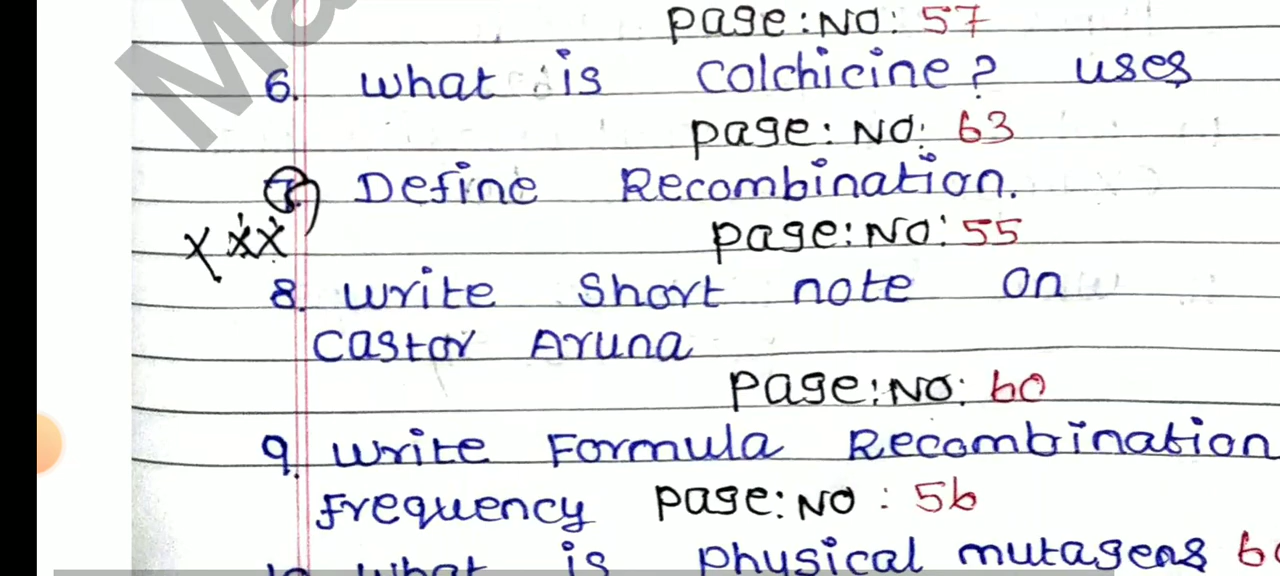 page:No: 57
6. what is colchicine? uses
page: No: 63
7. Define Recombination.
xxx
page:No: 55
8. write short note on
castor Aruna
page:No: 60
9. write Formula Recombination
frequency page:No : 56
10. what is physical mutagens